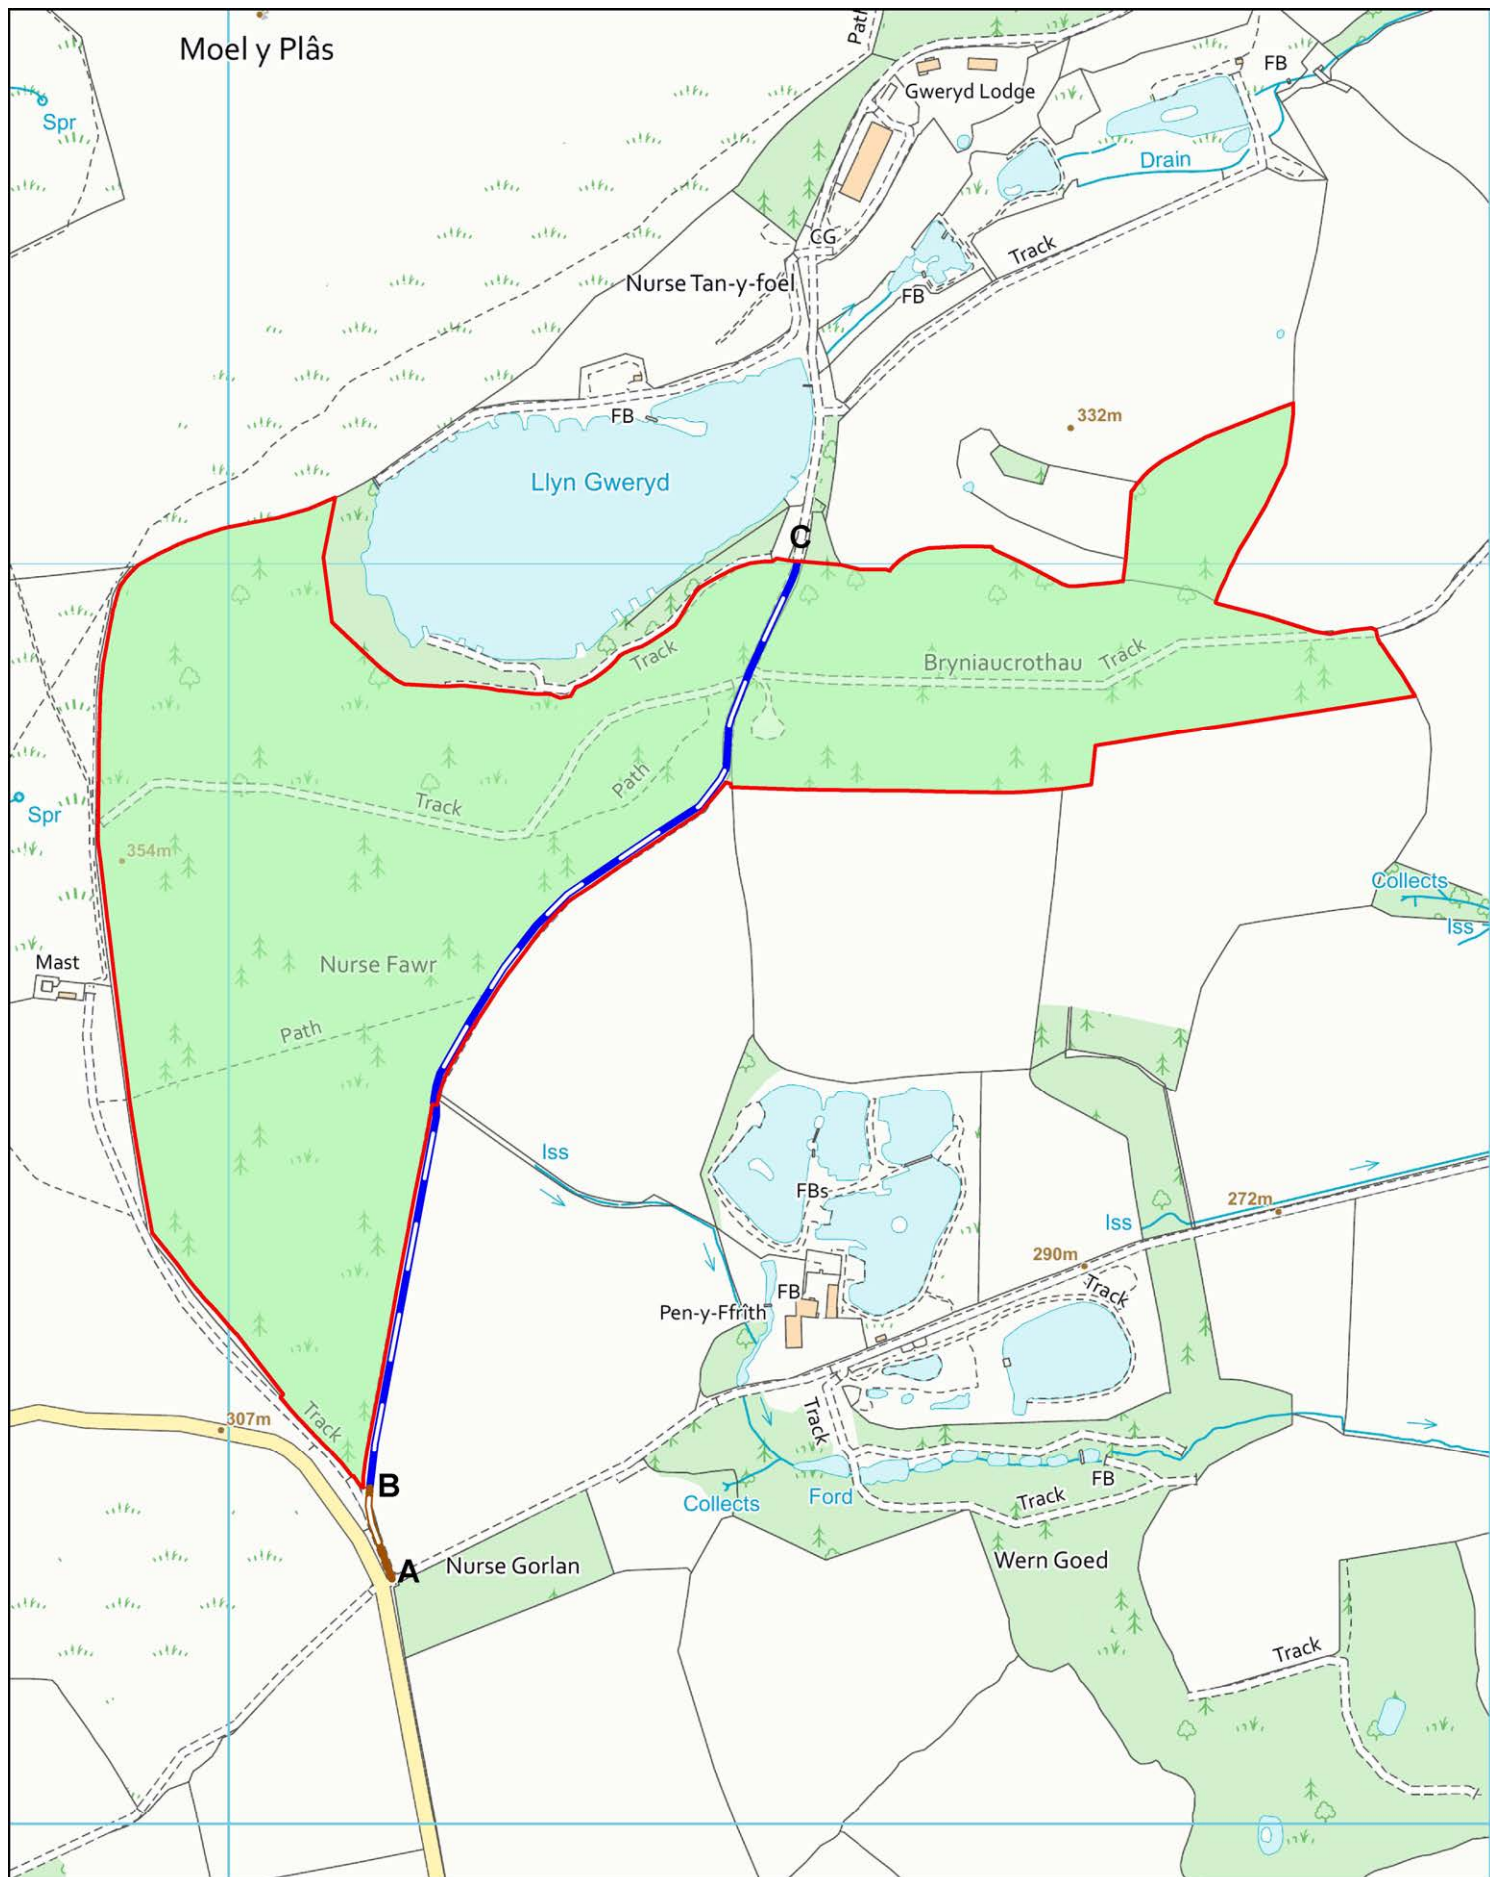 Moel y Plâs
Path
FB
Gweryd Lodge
Spr
Drain
CG
Track
Nurse Tan-y-foel
FB
FB
332m
Llyn Gweryd
C
Track
Bryniaucrothau
Track
Path
Track
Spr
354m
Collects
Iss
Mast
Nurse Fawr
Path
Iss
FBs
272m
Iss
290m
Track
FB
Pen-y-Ffrîth
307m
Track
Track
B
FB
Collects
Ford
Track
A
Nurse Gorlan
Wern Goed
Track